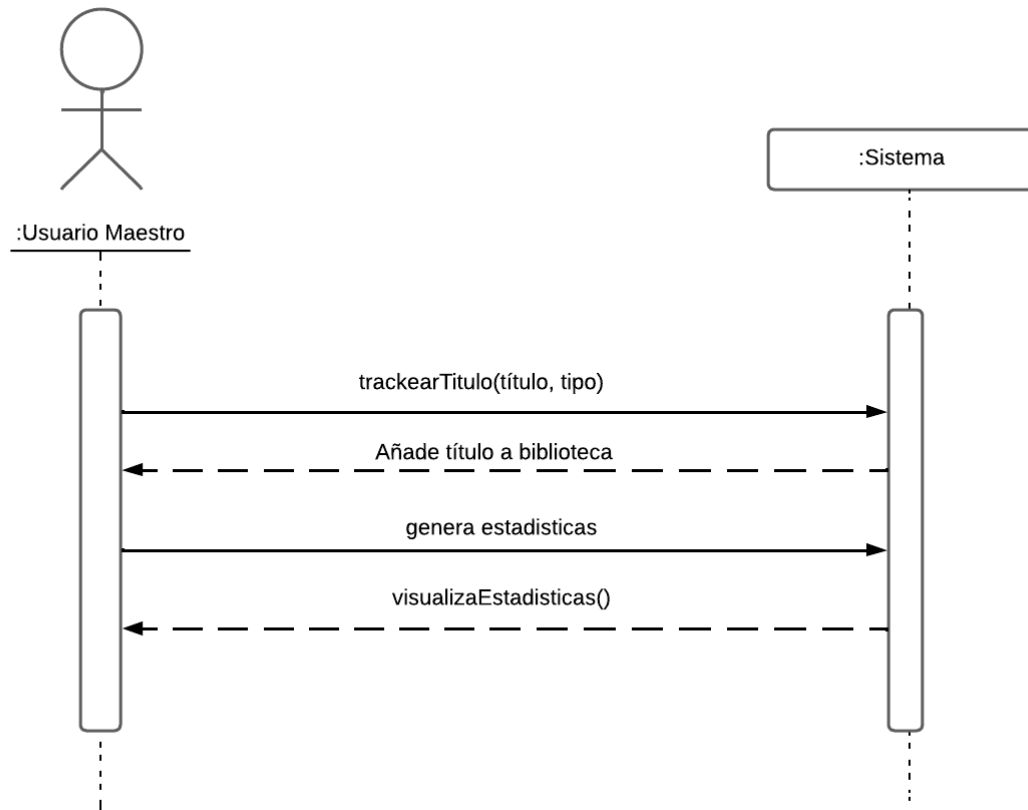 :Sistema
:Usuario Maestro
trackearTitulo(título, tipo)
Añade título a biblioteca
genera estadisticas
visualizaEstadisticas()